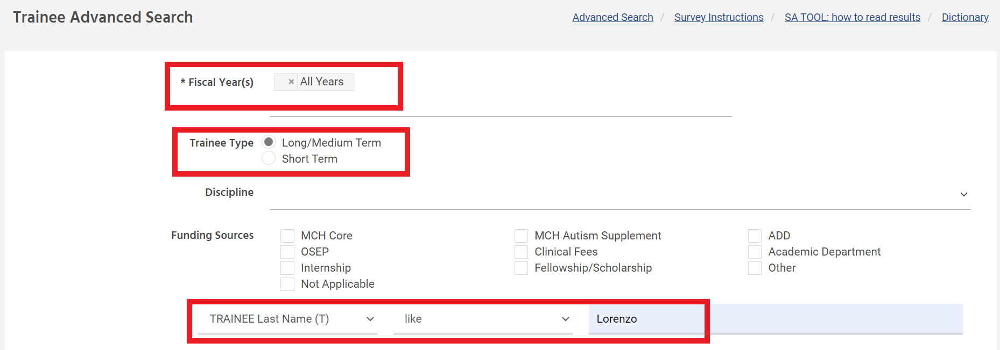 Trainee Advanced Search
Advanced Search / Survey Instructions / SA TOOL: how to read results / Dictionary
* Fiscal Year(s) × All Years
Trainee Type Long/Medium Term
Short Term
Discipline
Funding Sources MCH Core MCH Autism Supplement ADD
OSEP Clinical Fees Academic Department
Internship Fellowship/Scholarship Other
Not Applicable
TRAINEE Last Name (T) like Lorenzo